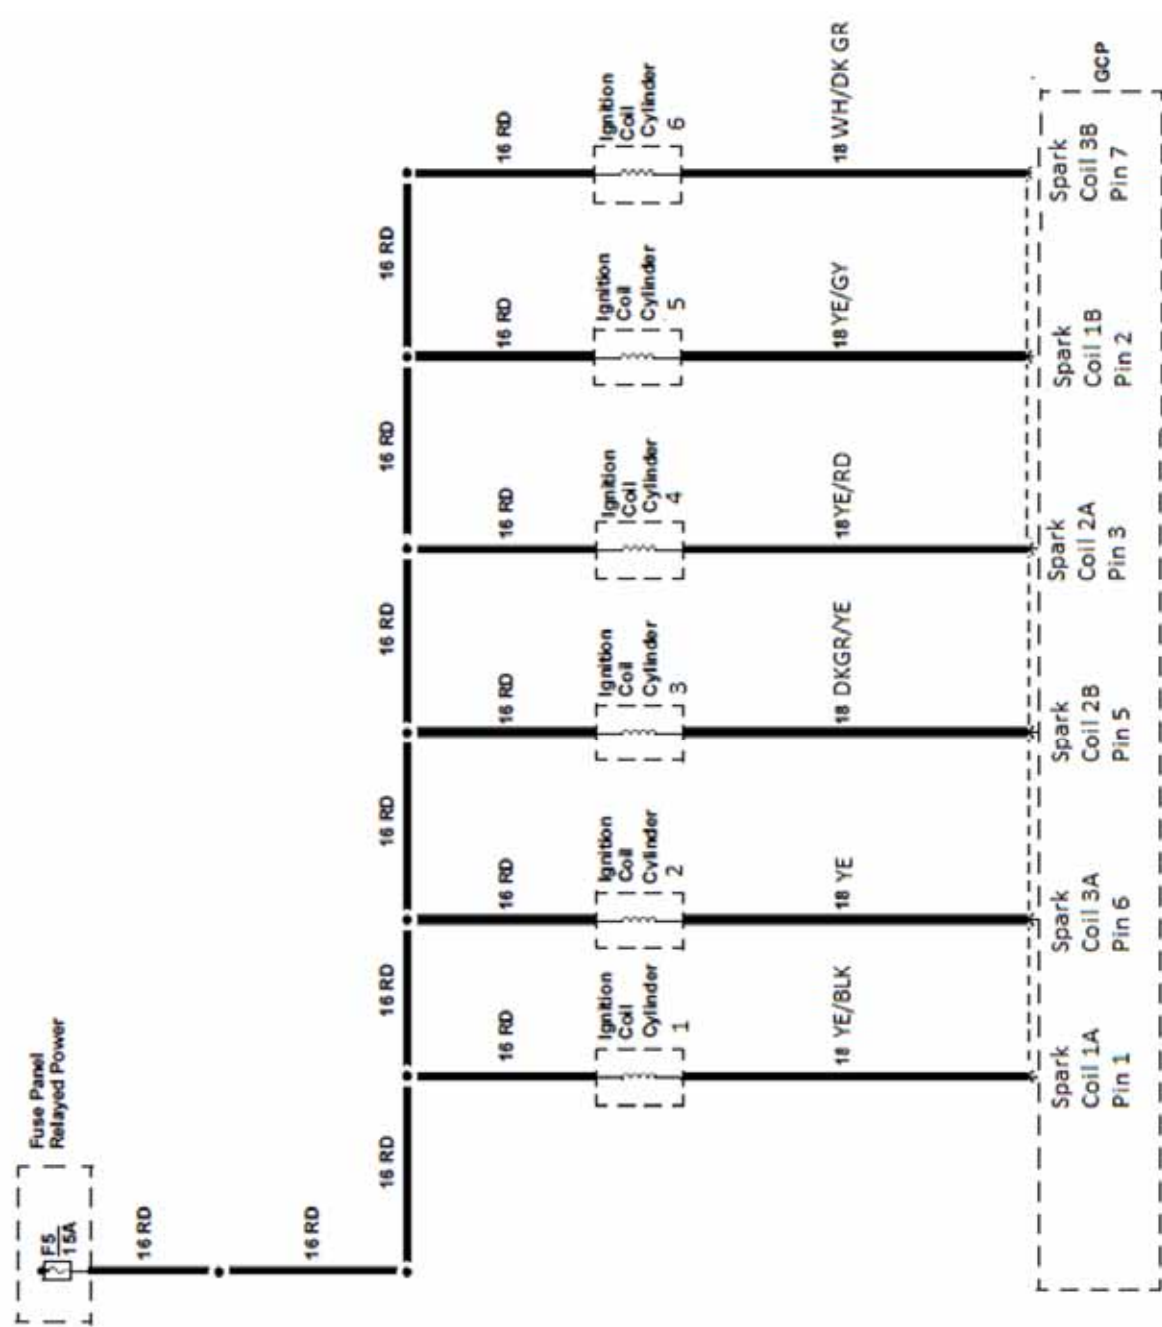 Fuse Panel
Relayed Power
F5
15A
16 RD
16 RD
16 RD
16 RD
16 RD
16 RD
16 RD
16 RD
16 RD
16 RD
16 RD
16 RD
16 RD
16 RD
Ignition
Coil
Cylinder
1
Ignition
Coil
Cylinder
2
Ignition
Coil
Cylinder
3
Ignition
Coil
Cylinder
4
Ignition
Coil
Cylinder
5
Ignition
Coil
Cylinder
6
18 YE/BLK
18 YE
18 DKGR/YE
18YE/RD
18YE/GY
18 WH/DK GR
Spark
Coil 1A
Pin 1
Spark
Coil 3A
Pin 6
Spark
Coil 2B
Pin 5
Spark
Coil 2A
Pin 3
Spark
Coil 1B
Pin 2
Spark
Coil 3B
Pin 7
GCP